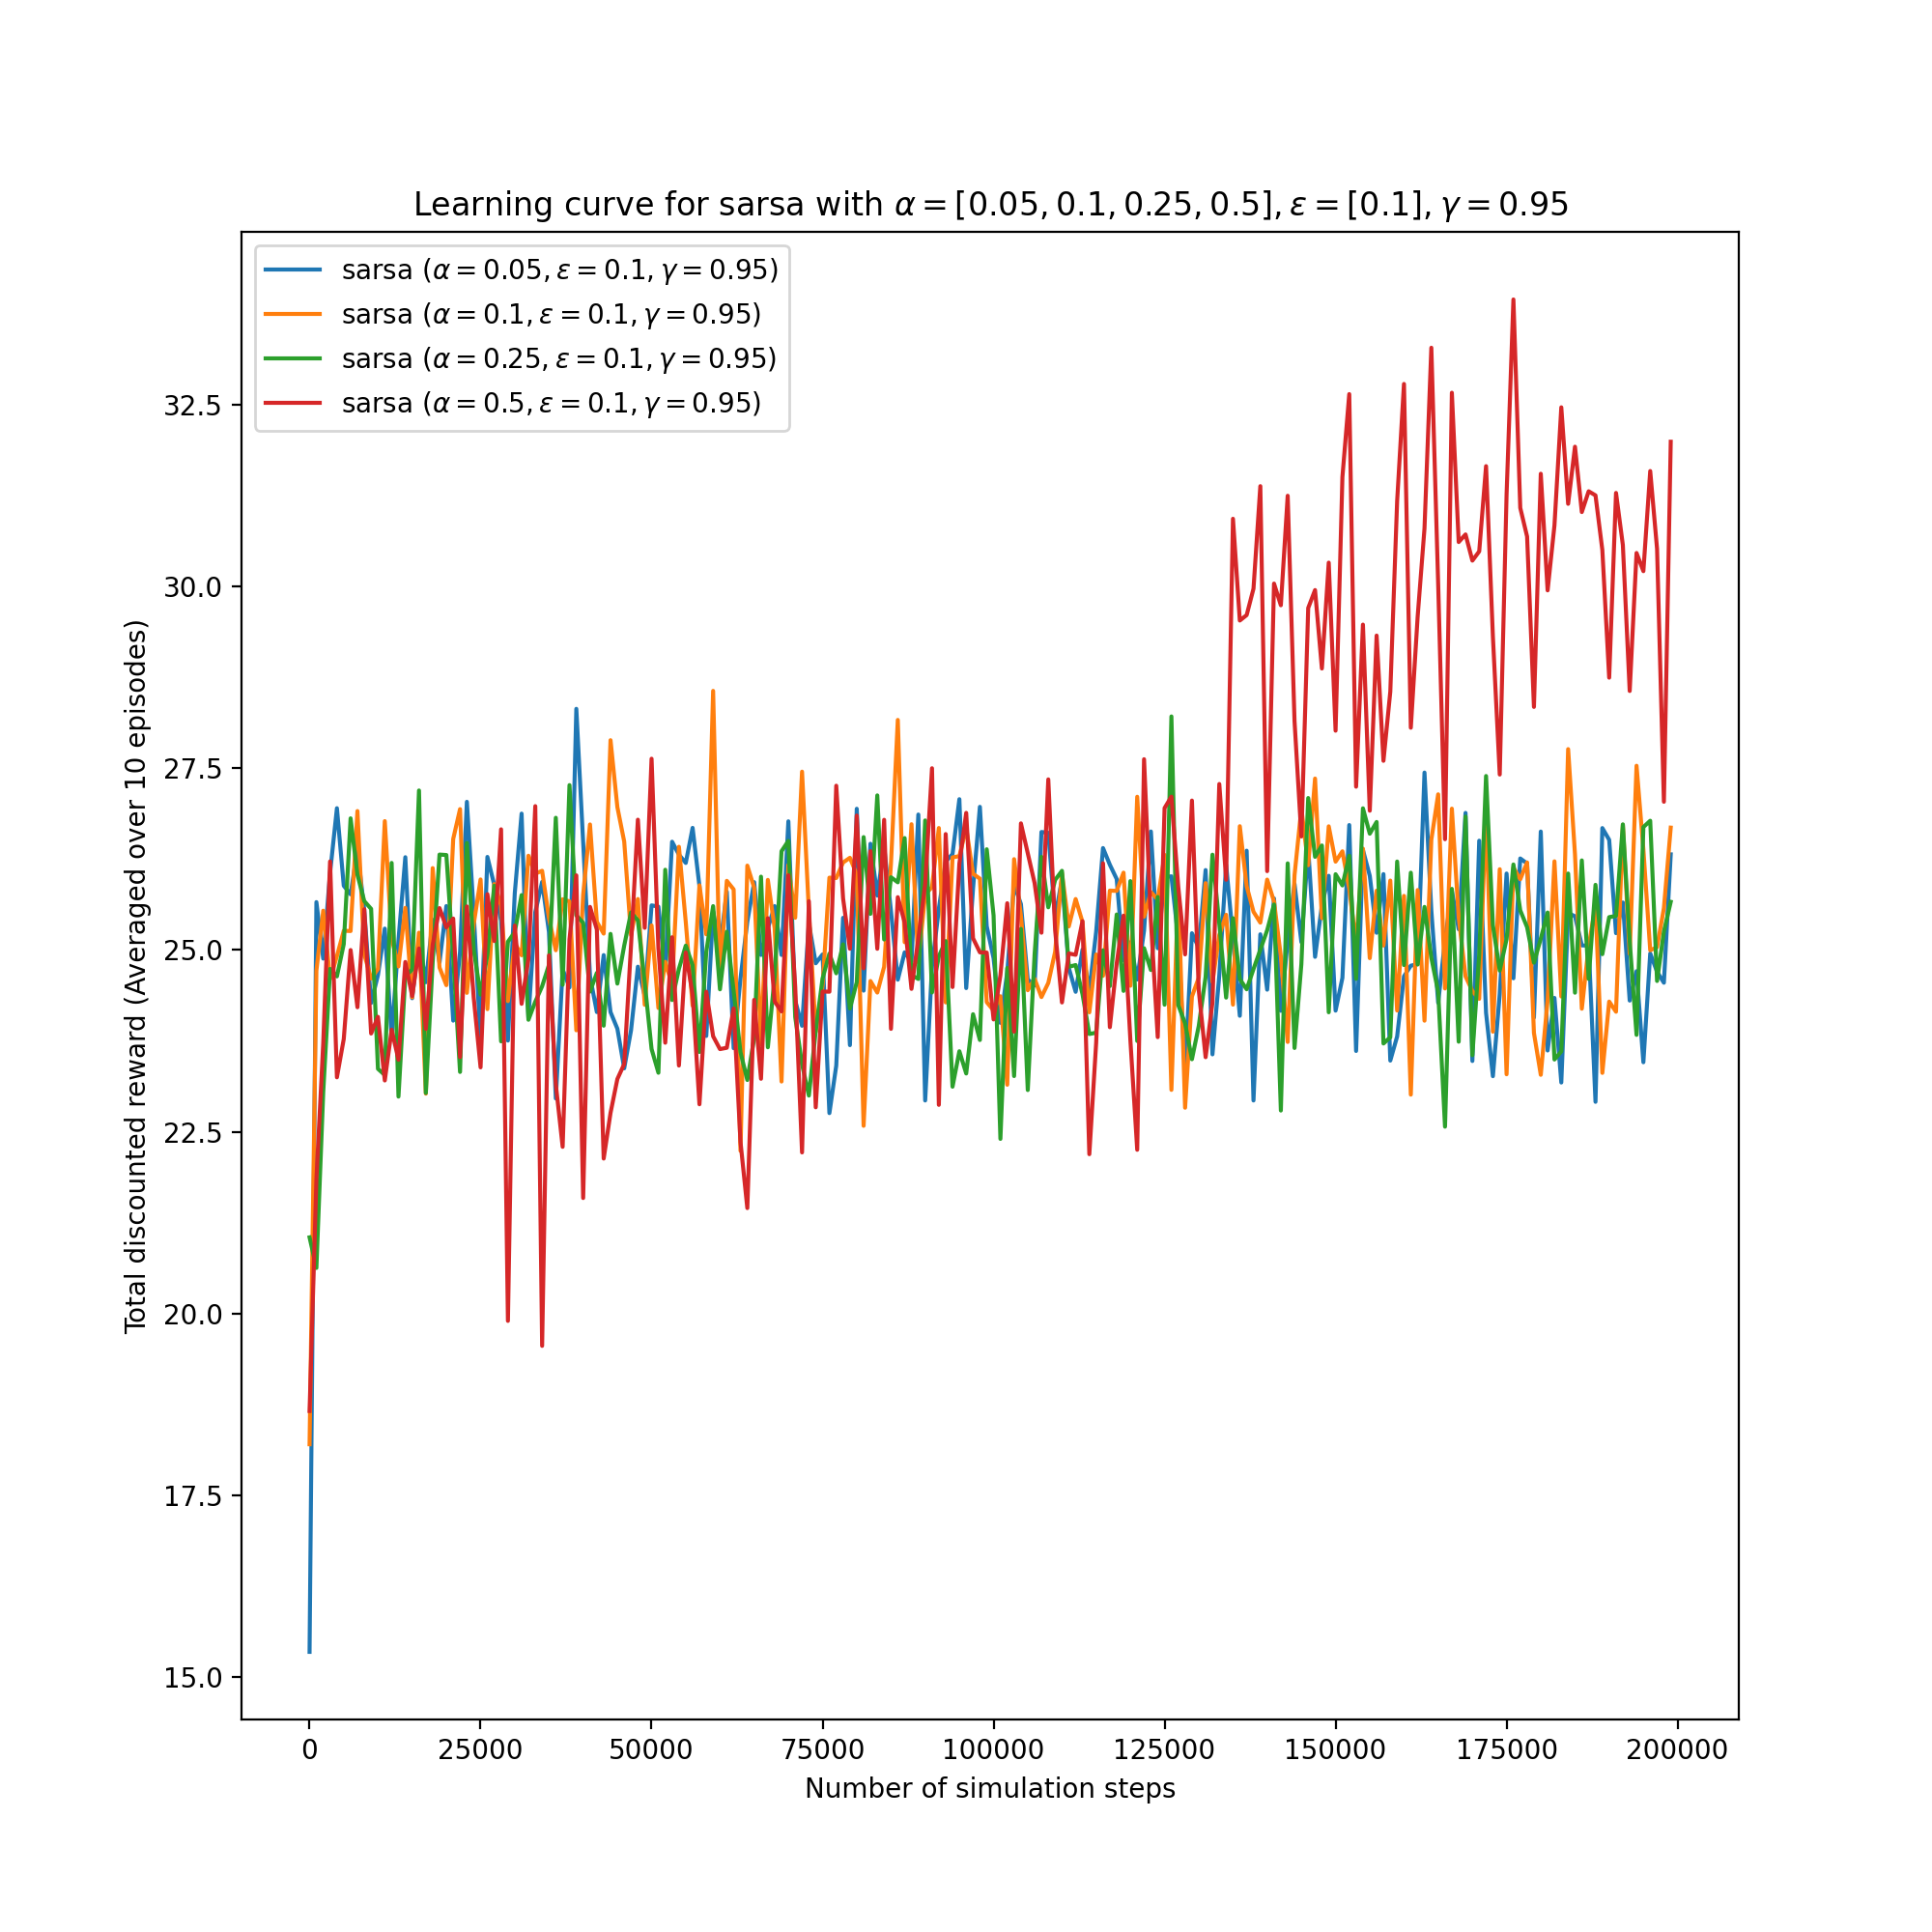 Learning curve for sarsa with α = [0.05, 0.1, 0.25, 0.5], ε = [0.1], γ = 0.95
sarsa (α = 0.05, ε = 0.1, γ = 0.95)
sarsa (α = 0.1, ε = 0.1, γ = 0.95)
sarsa (α = 0.25, ε = 0.1, γ = 0.95)
sarsa (α = 0.5, ε = 0.1, γ = 0.95)
Total discounted reward (Averaged over 10 episodes)
32.5
30.0
27.5
25.0
22.5
20.0
17.5
15.0
0 25000 50000 75000 100000 125000 150000 175000 200000
Number of simulation steps